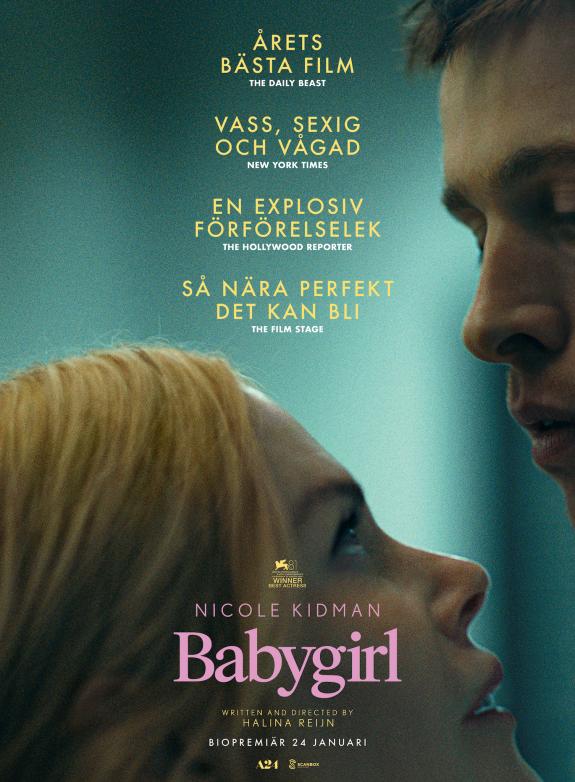 ÅRETS
BÄSTA FILM
THE DAILY BEAST
VASS, SEXIG
OCH VÅGAD
NEW YORK TIMES
EN EXPLOSIV
FÖRFÖRELSELEK
THE HOLLYWOOD REPORTER
SÅ NÄRA PERFEKT
DET KAN BLI
THE FILM STAGE
81
WINNER
BEST ACTRESS
NICOLE KIDMAN
Babygirl
WRITTEN AND DIRECTED BY
HALINA REIJN
BIOPREMIÄR 24 JANUARI
A24 SCANBOX